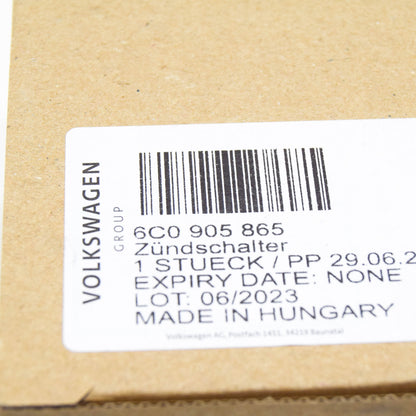 VOLKSWAGEN
GROUP
6C0 905 865
Zündschalter
1 STUECK / PP 29.06.2
EXPIRY DATE: NONE
LOT: 06/2023
MADE IN HUNGARY
Volkswagen AG, Postfach 1451, 34219 Baunatal